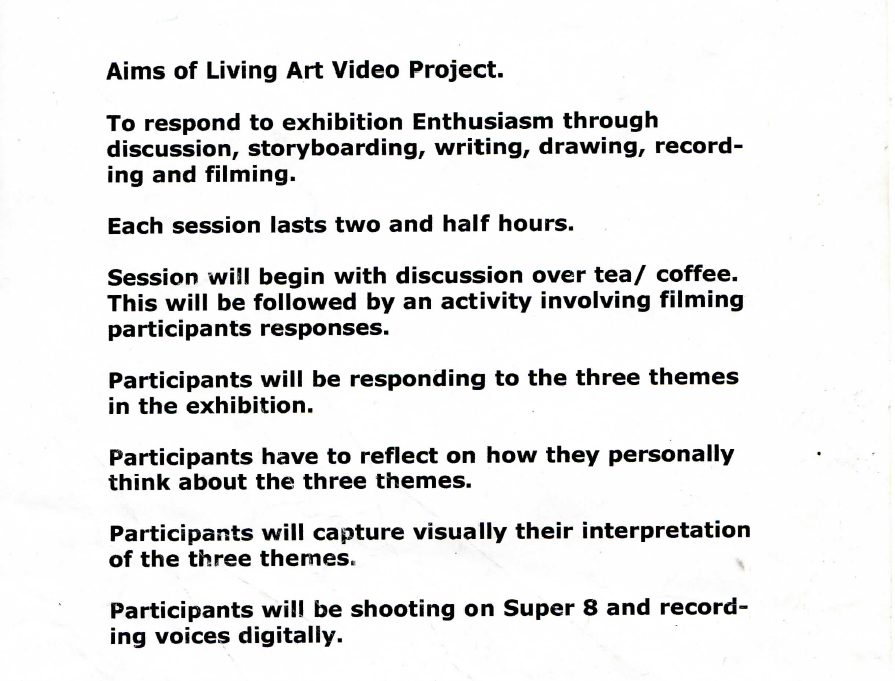 Aims of Living Art Video Project.
To respond to exhibition Enthusiasm through
discussion, storyboarding, writing, drawing, record-
ing and filming.
Each session lasts two and half hours.
Session will begin with discussion over tea/ coffee.
This will be followed by an activity involving filming
participants responses.
Participants will be responding to the three themes
in the exhibition.
Participants have to reflect on how they personally
think about the three themes.
Participants will capture visually their interpretation
of the three themes.
Participants will be shooting on Super 8 and record-
ing voices digitally.